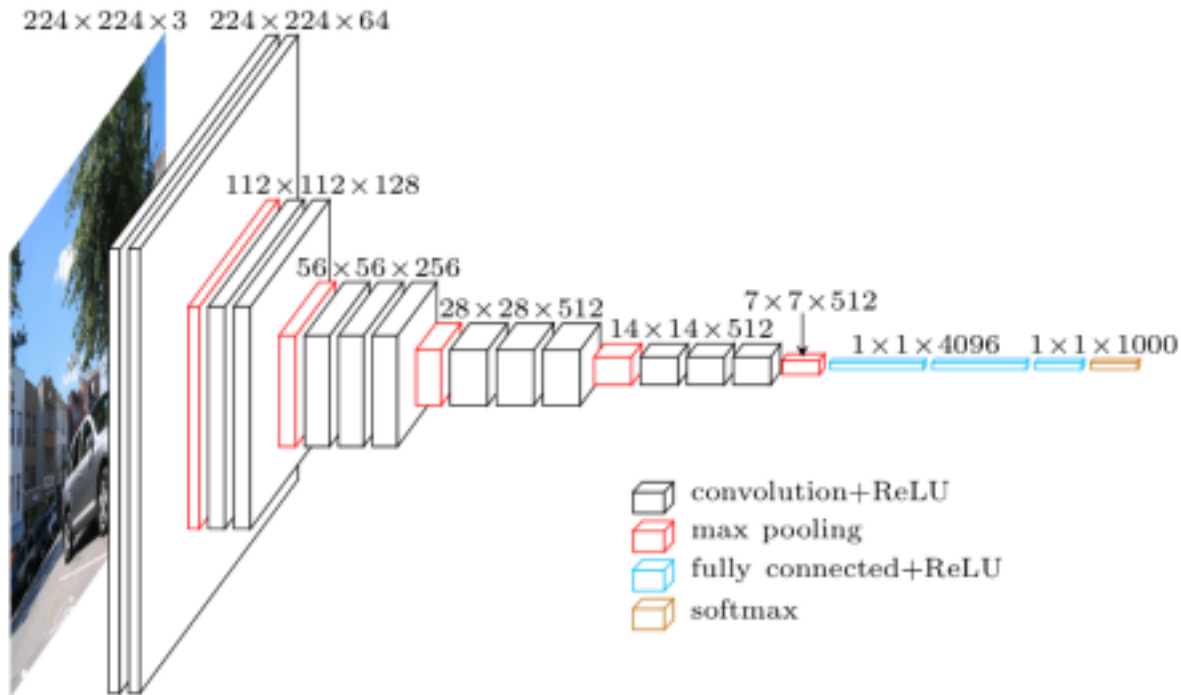 224×224×3
224×224×64
112×112×128
56×56×256
28×28×512
14×14×512
7×7×512
1×1×4096
1×1×1000
convolution+ReLU
max pooling
fully connected+ReLU
softmax